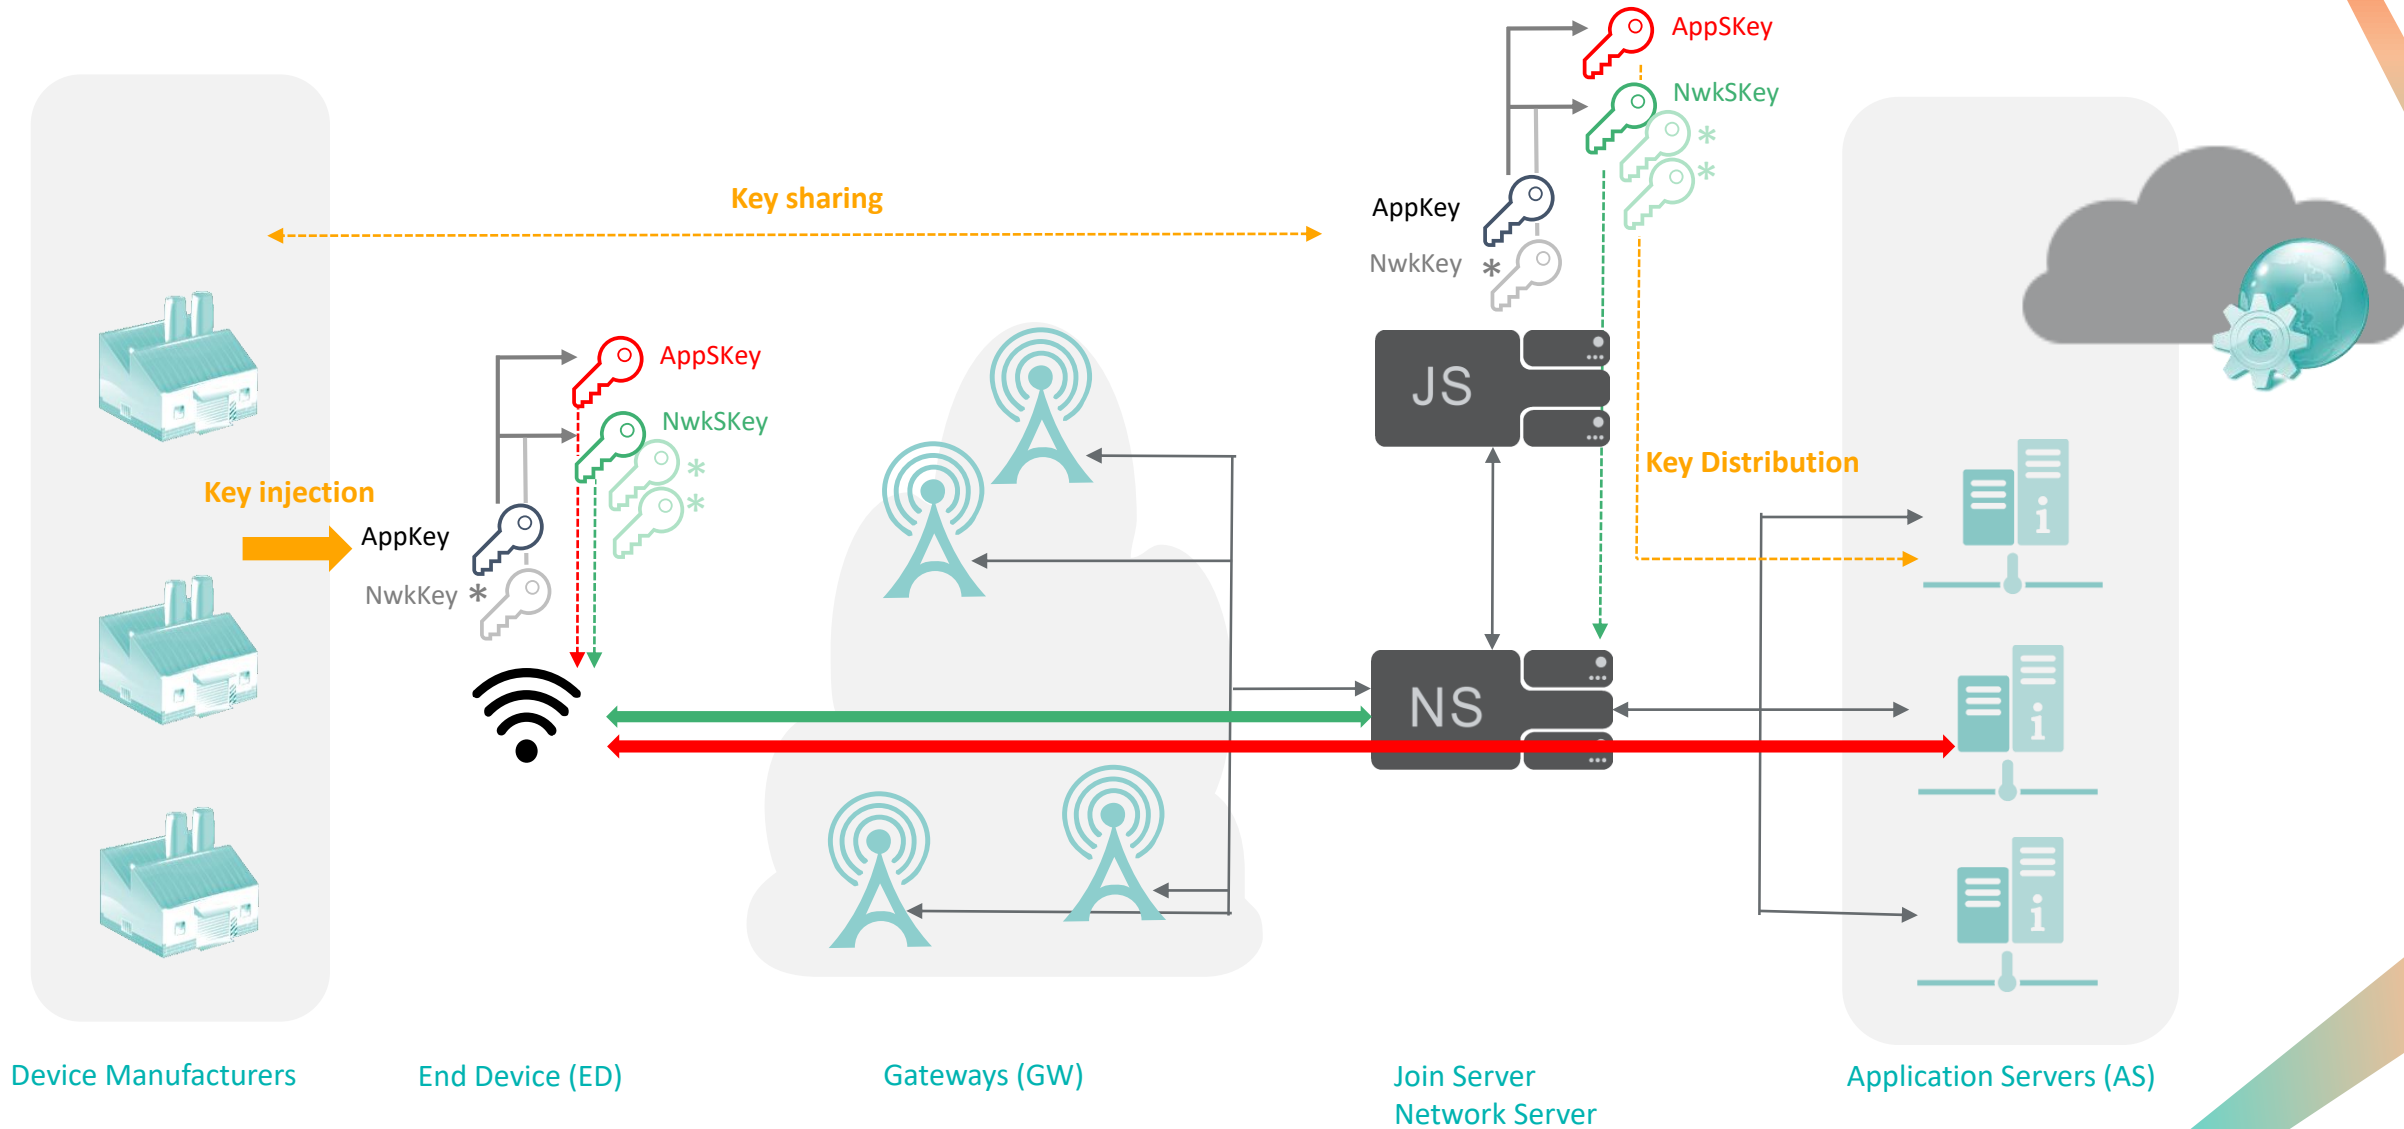 AppSKey
NwkSKey
*
*
Key sharing
AppKey
NwkKey *
AppSKey
JS
NwkSKey
*
*
Key Distribution
Key injection
AppKey
NwkKey *
i
NS
i
i
Device Manufacturers
End Device (ED)
Gateways (GW)
Join Server
Network Server
Application Servers (AS)